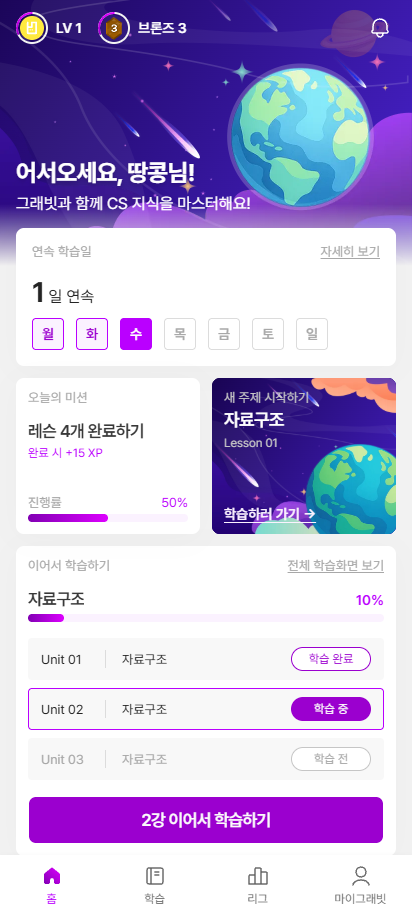 LV 1
3
브론즈 3
어서오세요, 땅콩님!
그래빗과 함께 CS 지식을 마스터해요!
연속 학습일
자세히 보기
1 일 연속
월 화 수 목 금 토 일
오늘의 미션
레슨 4개 완료하기
완료 시 +15 XP
진행률 50%
새 주제 시작하기
자료구조
Lesson 01
학습하러 가기 →
이어서 학습하기
전체 학습화면 보기
자료구조 10%
Unit 01 자료구조 학습 완료
Unit 02 자료구조 학습 중
Unit 03 자료구조 학습 전
2강 이어서 학습하기
홈 학습 리그 마이그래빗